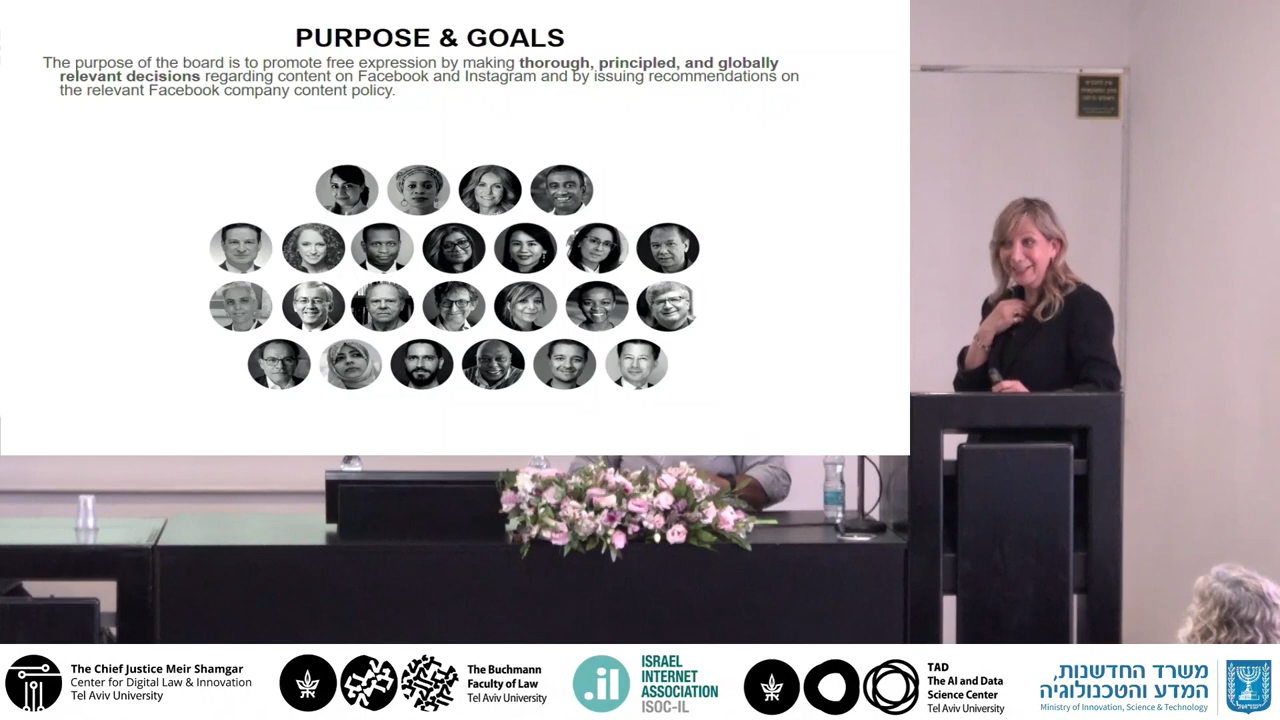 PURPOSE & GOALS
The purpose of the board is to promote free expression by making thorough, principled, and globally
relevant decisions regarding content on Facebook and Instagram and by issuing recommendations on
the relevant Facebook company content policy.
The Chief Justice Meir Shamgar
Center for Digital Law & Innovation
Tel Aviv University
The Buchmann
Faculty of Law
Tel Aviv University
.il
ISRAEL
INTERNET
ASSOCIATION
ISOC-IL
TAD
The AI and Data
Science Center
Tel Aviv University
משרד החדשנות,
המדע והטכנולוגיה
Ministry of Innovation, Science & Technology